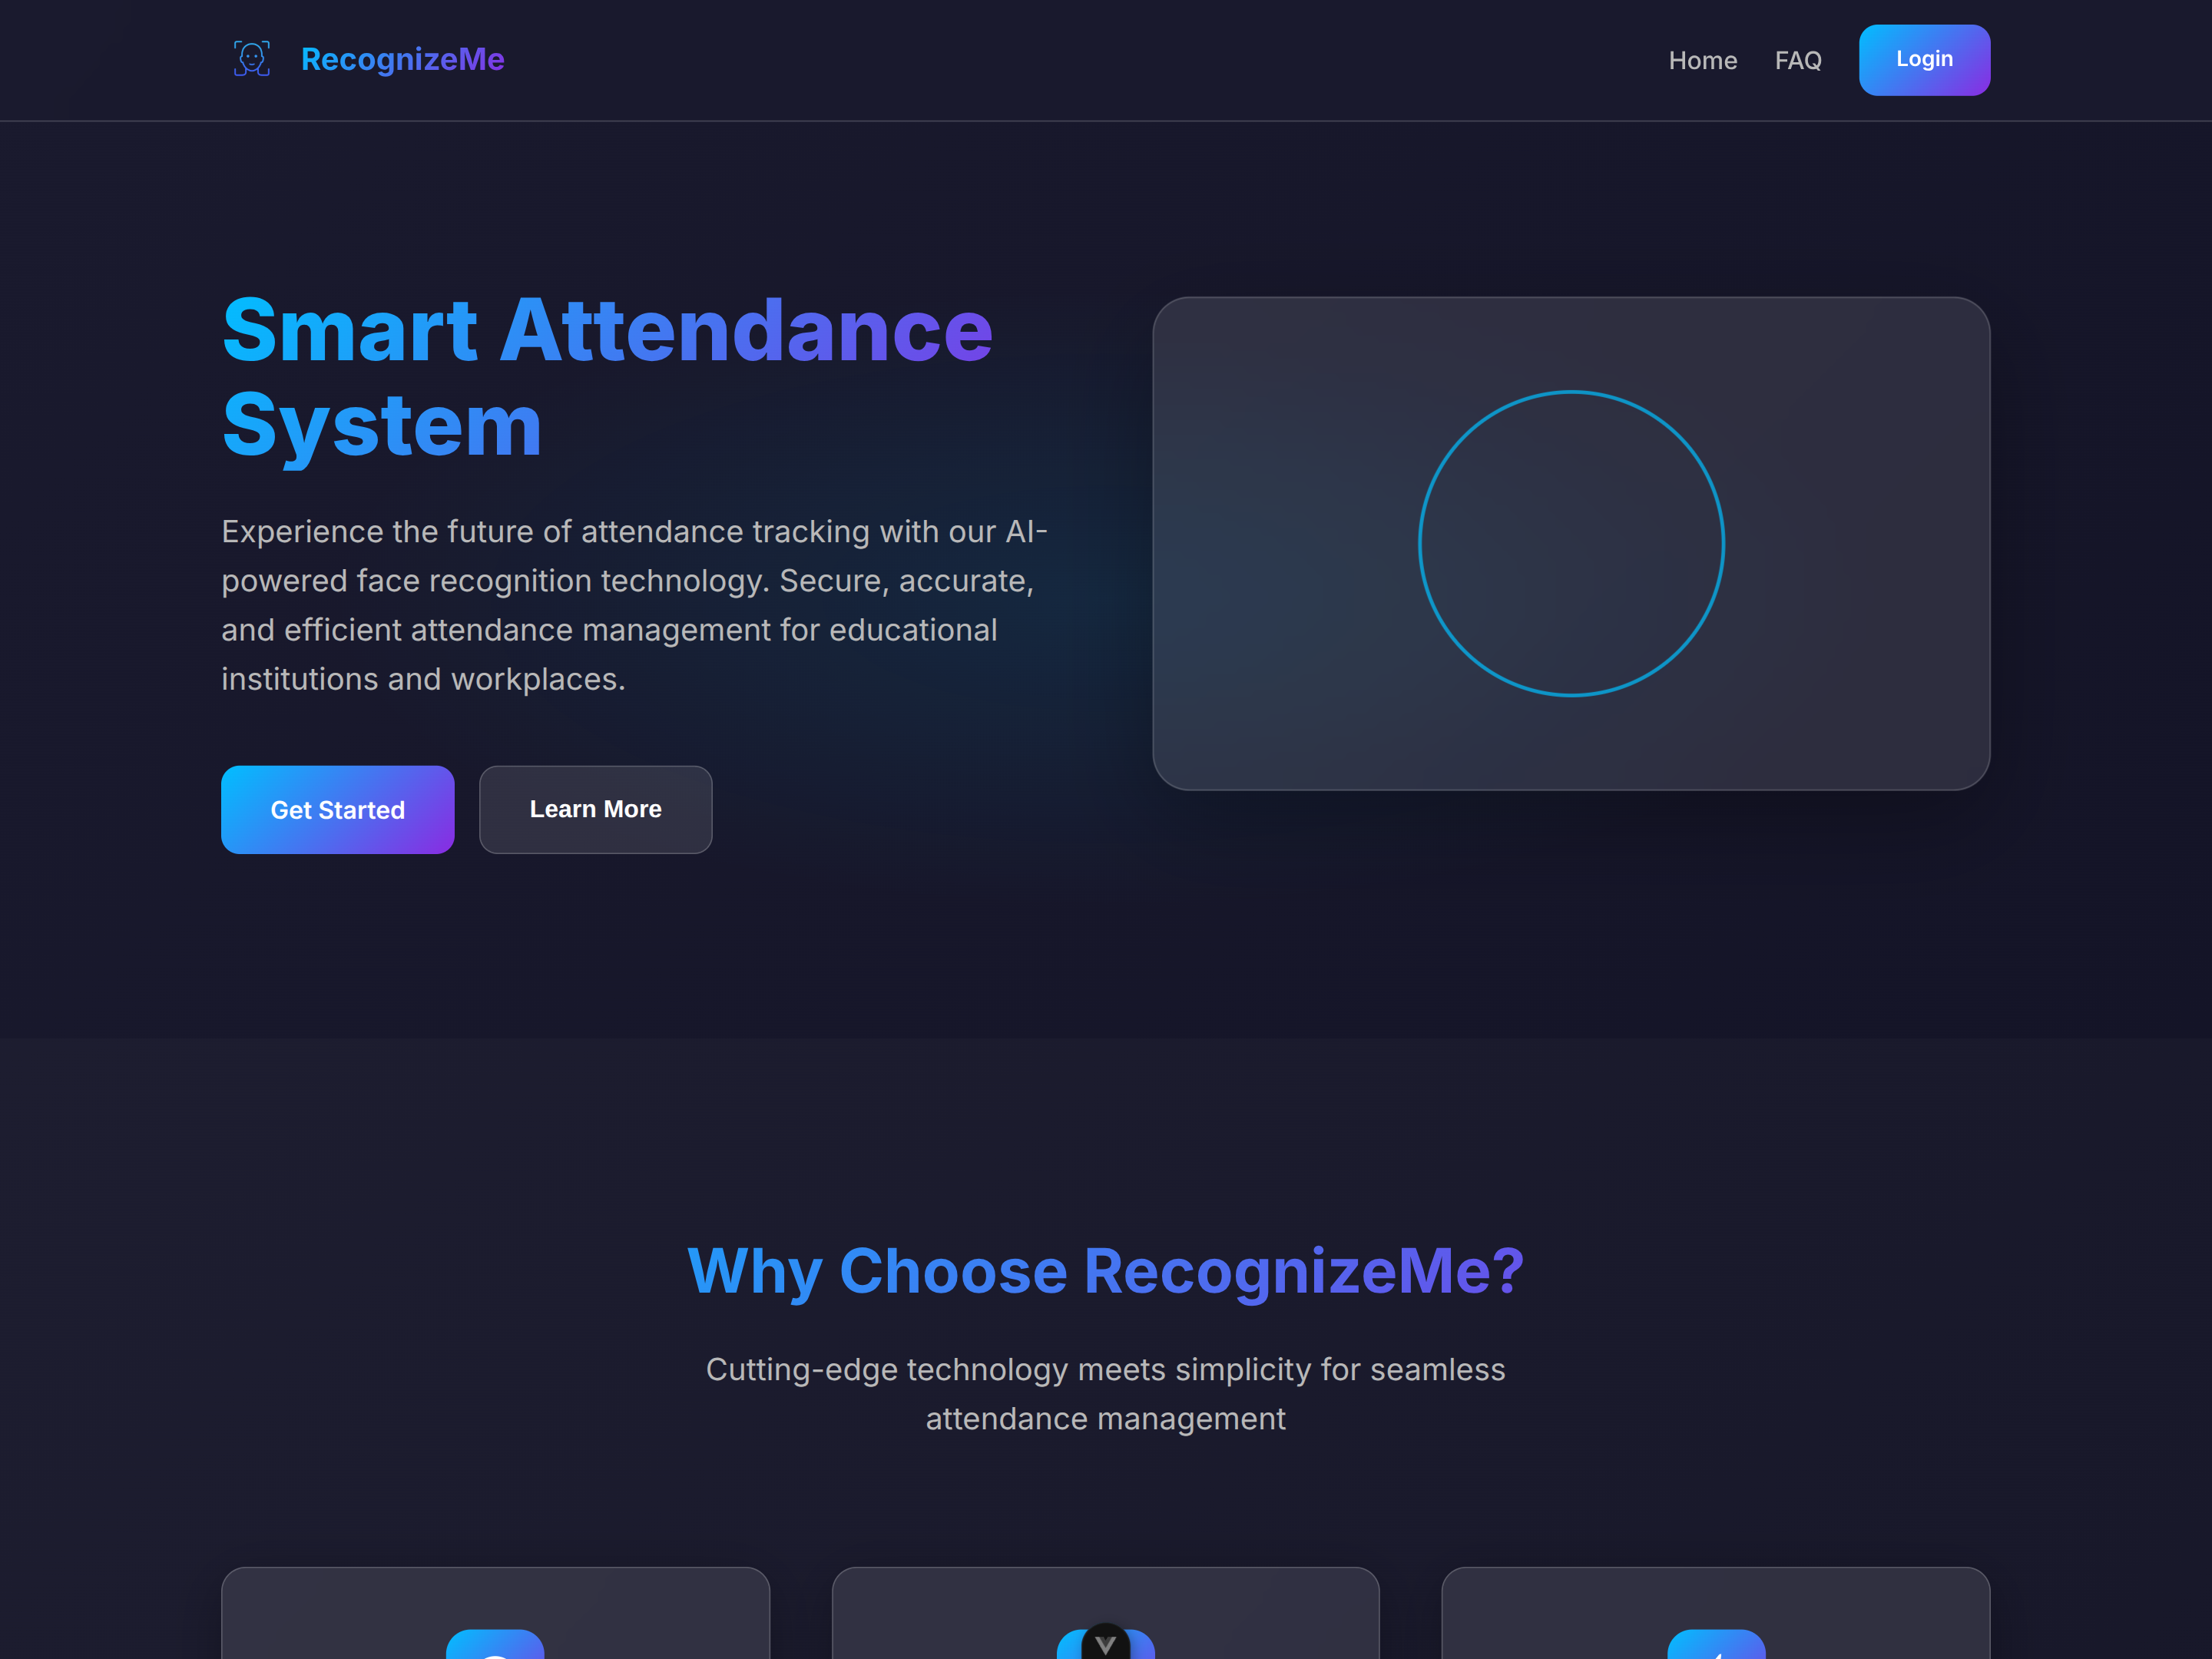 RecognizeMe
Home
FAQ
Login
Smart Attendance
System
Experience the future of attendance tracking with our AI-
powered face recognition technology. Secure, accurate,
and efficient attendance management for educational
institutions and workplaces.
Get Started
Learn More
Why Choose RecognizeMe?
Cutting-edge technology meets simplicity for seamless
attendance management